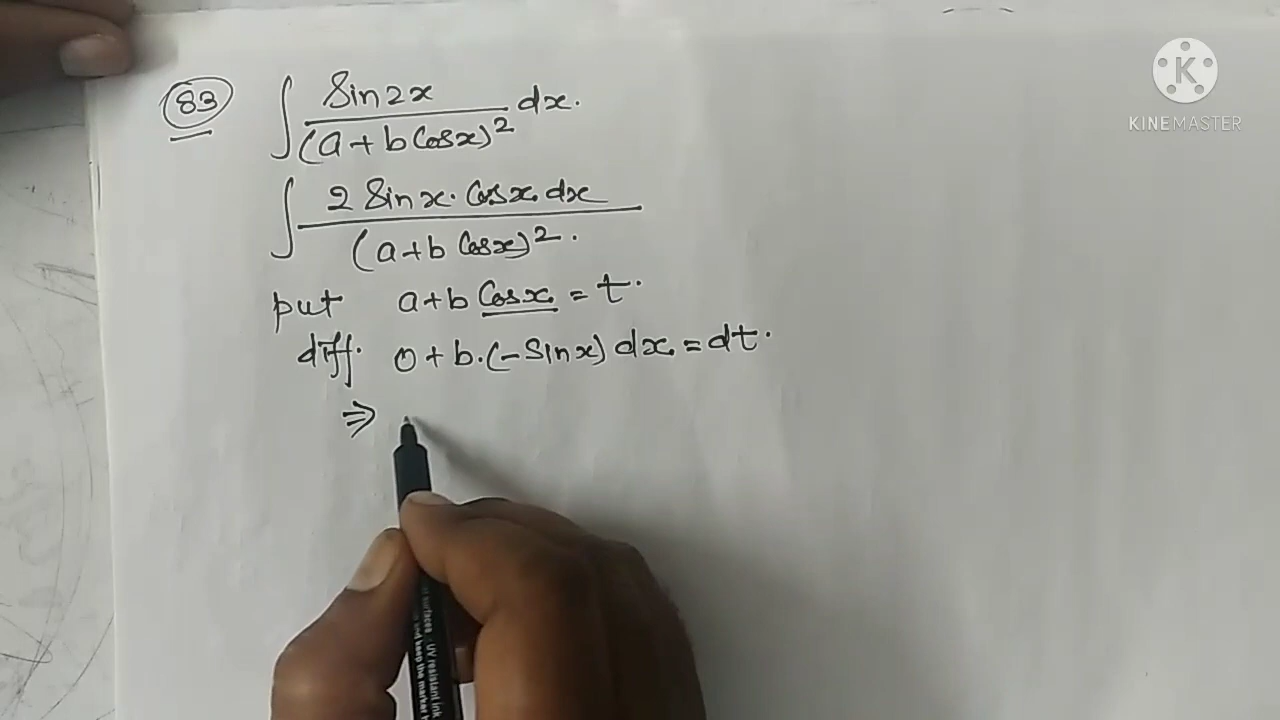 83 ∫ Sin2x / (a + b Cosx)² dx.
∫ 2 Sinx. Cosx. dx / (a+b Cosx)².
put a+b Cosx. = t.
diff. 0 + b.(-Sinx) dx. = dt.
⇒
K
KINEMASTER